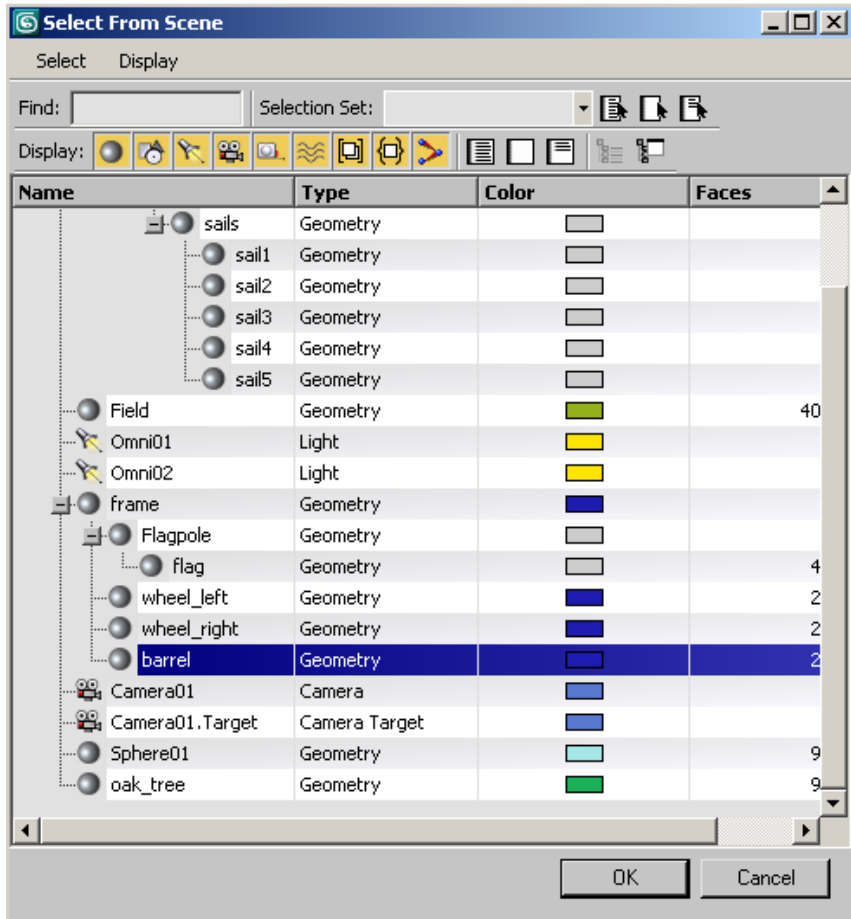 Select From Scene
Select Display
Find: Selection Set:
Display:
Name Type Color Faces
sails Geometry
sail1 Geometry
sail2 Geometry
sail3 Geometry
sail4 Geometry
sail5 Geometry
Field Geometry 40
Omni01 Light
Omni02 Light
frame Geometry
Flagpole Geometry
flag Geometry 4
wheel_left Geometry 2
wheel_right Geometry 2
barrel Geometry 2
Camera01 Camera
Camera01.Target Camera Target
Sphere01 Geometry 9
oak_tree Geometry 9
OK Cancel